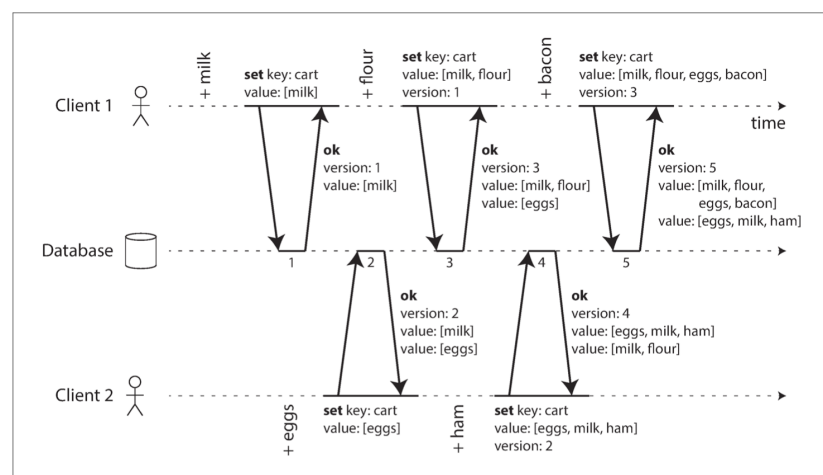 + milk
set key: cart
value: [milk]
+ flour
set key: cart
value: [milk, flour]
version: 1
+ bacon
set key: cart
value: [milk, flour, eggs, bacon]
version: 3
Client 1
time
ok
version: 1
value: [milk]
ok
version: 3
value: [milk, flour]
value: [eggs]
ok
version: 5
value: [milk, flour,
eggs, bacon]
value: [eggs, milk, ham]
Database
1
2
3
4
5
ok
version: 2
value: [milk]
value: [eggs]
ok
version: 4
value: [eggs, milk, ham]
value: [milk, flour]
Client 2
+ eggs
set key: cart
value: [eggs]
+ ham
set key: cart
value: [eggs, milk, ham]
version: 2